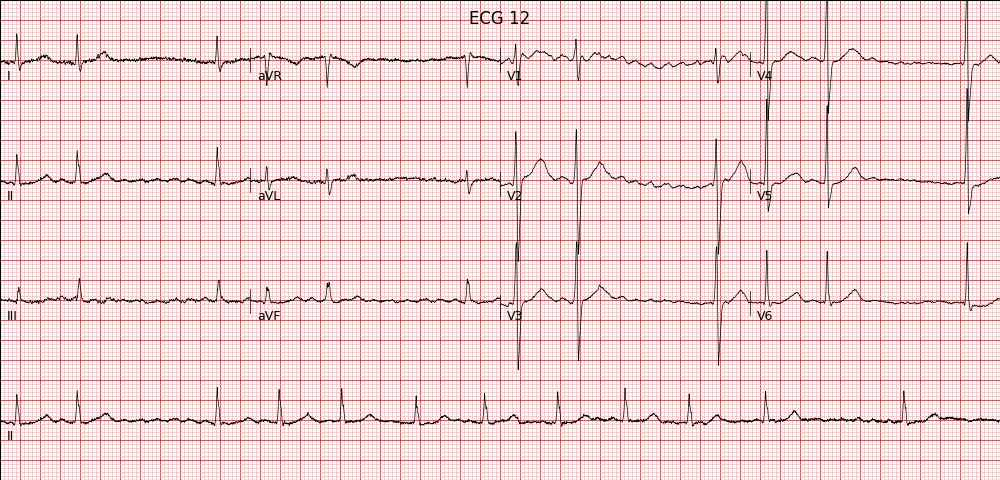 ECG 12
I aVR V1 V4
II aVL V2 V5
III aVF V3 V6
II